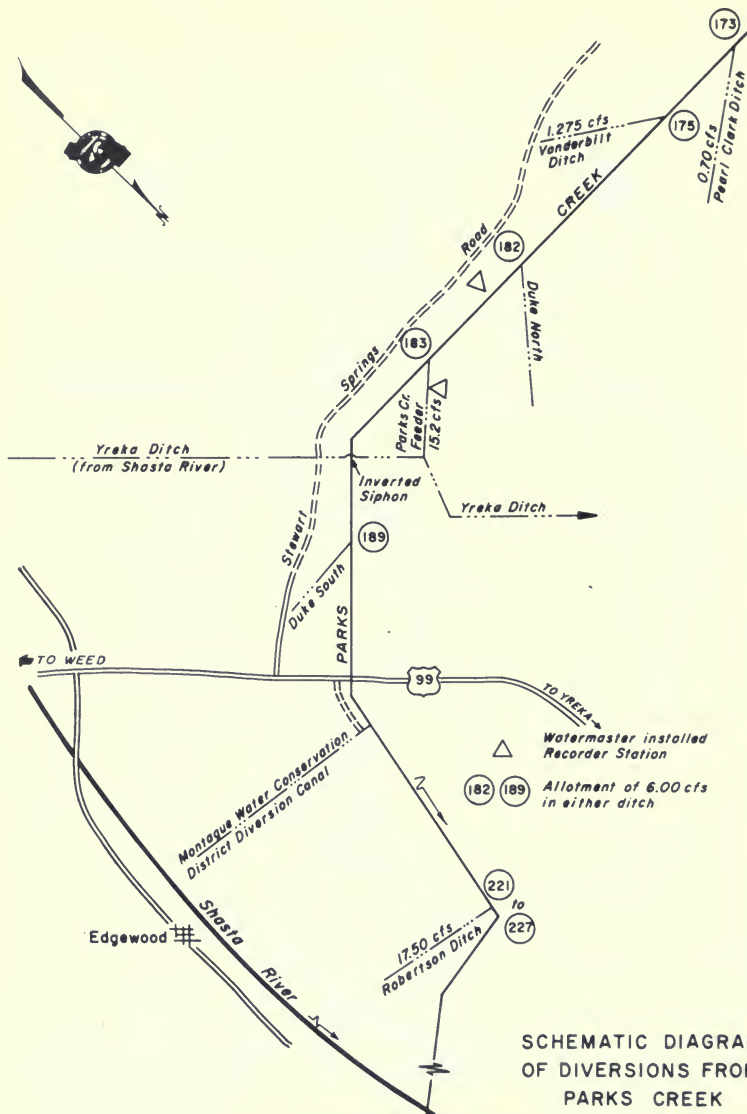 173
175
1.275 cfs
Vanderbilt
Ditch
0.70 cfs
Pearl Clark Ditch
CREEK
Road
182
Duke North
183
Springs
Parks Cr.
Feeder
15.2 cfs
Yreka Ditch
(from Shasta River)
Inverted
Siphon
Yreka Ditch
Stewart
189
Duke South
PARKS
TO WEED
99
TO YREKA
Watermaster installed
Recorder Station
182 189 Allotment of 6.00 cfs
in either ditch
Montague Water Conservation
District Diversion Canal
221
to
227
17.50 cfs
Robertson Ditch
Edgewood
Shasta
River
SCHEMATIC DIAGRA
OF DIVERSIONS FRO
PARKS CREEK
N